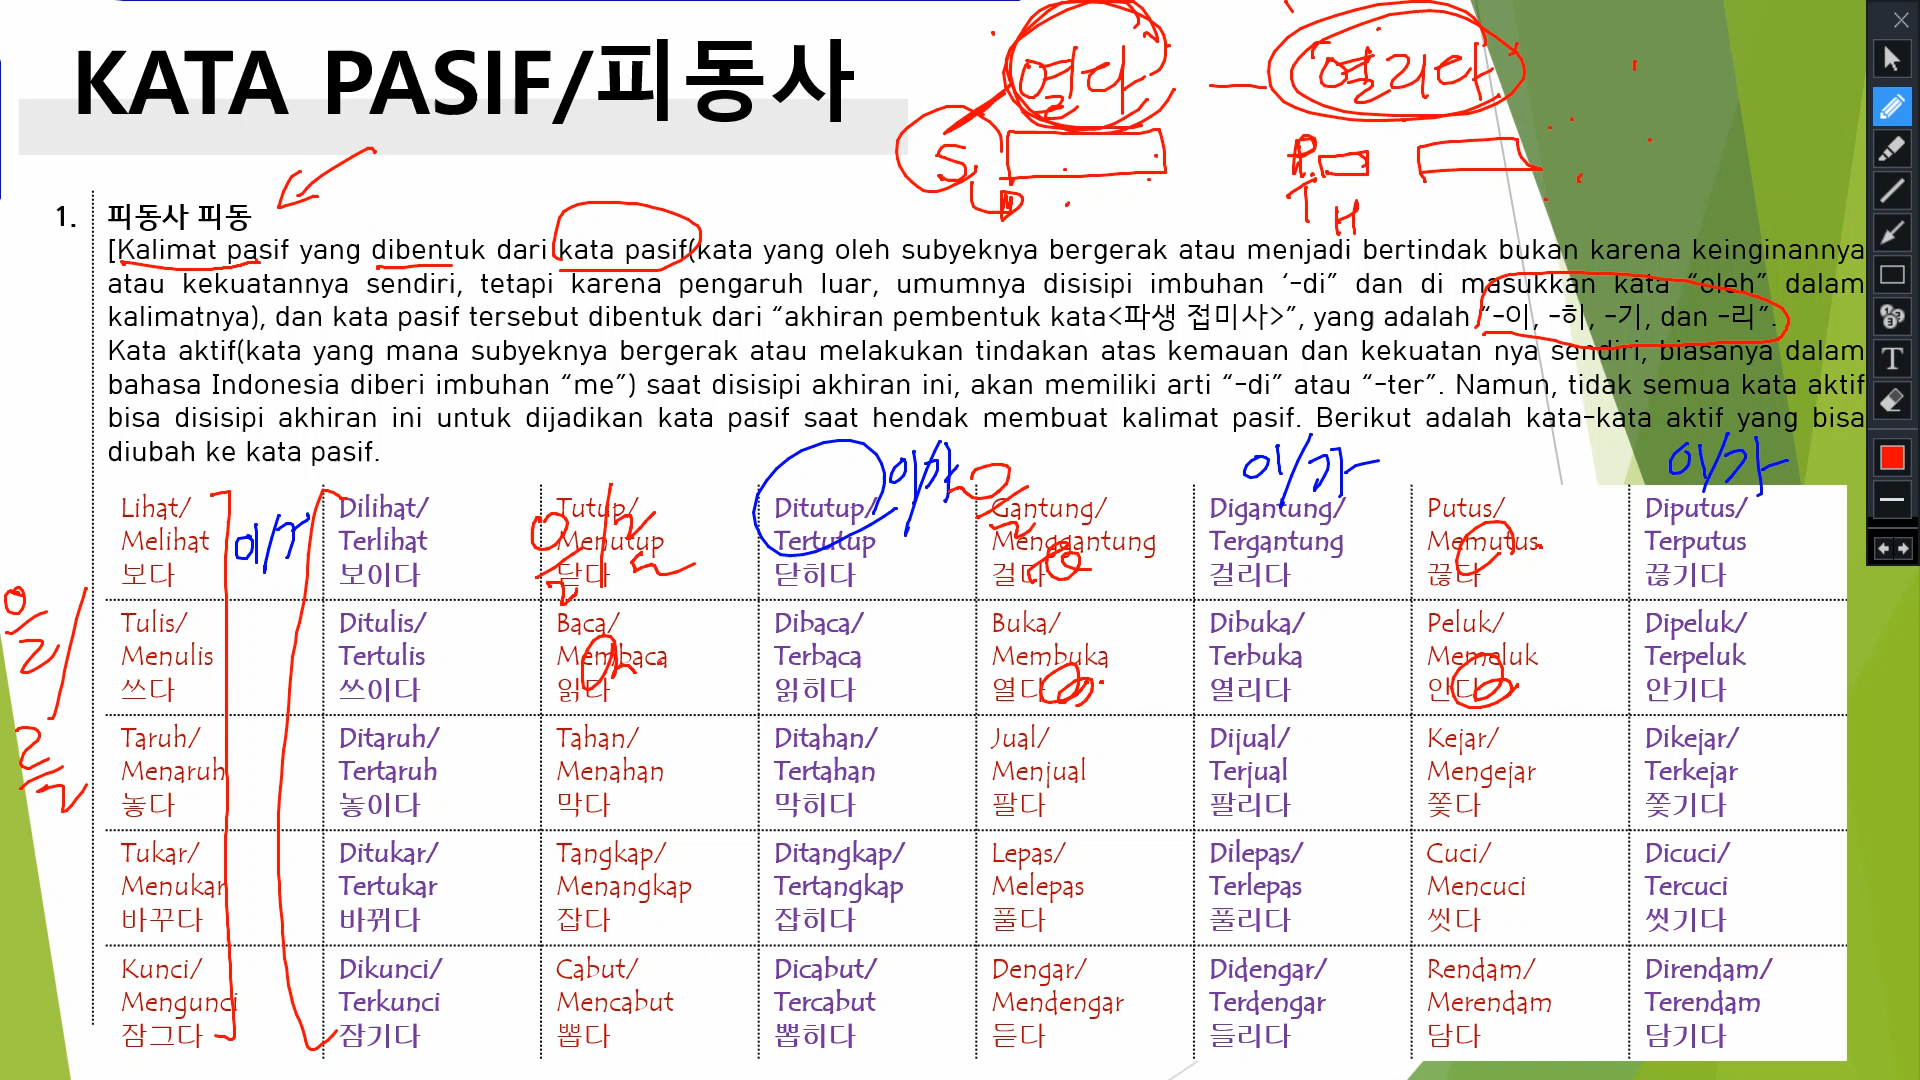 KATA PASIF/피동사
열다 — 열리다
S
P.
T H
1. 피동사 피동
[Kalimat pasif yang dibentuk dari kata pasif(kata yang oleh subyeknya bergerak atau menjadi bertindak bukan karena keinginannya
atau kekuatannya sendiri, tetapi karena pengaruh luar, umumnya disisipi imbuhan ‘-di” dan di masukkan kata “oleh” dalam
kalimatnya), dan kata pasif tersebut dibentuk dari “akhiran pembentuk kata<파생 접미사>”, yang adalah “-이, -히, -기, dan -리”.
Kata aktif(kata yang mana subyeknya bergerak atau melakukan tindakan atas kemauan dan kekuatan nya sendiri, biasanya dalam
bahasa Indonesia diberi imbuhan “me”) saat disisipi akhiran ini, akan memiliki arti “-di” atau “-ter”. Namun, tidak semua kata aktif
bisa disisipi akhiran ini untuk dijadikan kata pasif saat hendak membuat kalimat pasif. Berikut adalah kata-kata aktif yang bisa
diubah ke kata pasif.
이/가 이/가 이/가 이/가
을/를 을/를 을
Lihat/ Dilihat/ Tutup/ Ditutup/ Gantung/ Digantung/ Putus/ Diputus/
Melihat Terlihat Menutup Tertutup Menggantung Tergantung Memutus Terputus
보다 보이다 닫다 닫히다 걸다 걸리다 끊다 끊기다
Tulis/ Ditulis/ Baca/ Dibaca/ Buka/ Dibuka/ Peluk/ Dipeluk/
Menulis Tertulis Membaca Terbaca Membuka Terbuka Memeluk Terpeluk
쓰다 쓰이다 읽다 읽히다 열다 열리다 안다 안기다
Taruh/ Ditaruh/ Tahan/ Ditahan/ Jual/ Dijual/ Kejar/ Dikejar/
Menaruh Tertaruh Menahan Tertahan Menjual Terjual Mengejar Terkejar
놓다 놓이다 막다 막히다 팔다 팔리다 쫓다 쫓기다
Tukar/ Ditukar/ Tangkap/ Ditangkap/ Lepas/ Dilepas/ Cuci/ Dicuci/
Menukar Tertukar Menangkap Tertangkap Melepas Terlepas Mencuci Tercuci
바꾸다 바뀌다 잡다 잡히다 풀다 풀리다 씻다 씻기다
Kunci/ Dikunci/ Cabut/ Dicabut/ Dengar/ Didengar/ Rendam/ Direndam/
Mengunci Terkunci Mencabut Tercabut Mendengar Terdengar Merendam Terendam
잠그다 잠기다 뽑다 뽑히다 듣다 들리다 담다 담기다